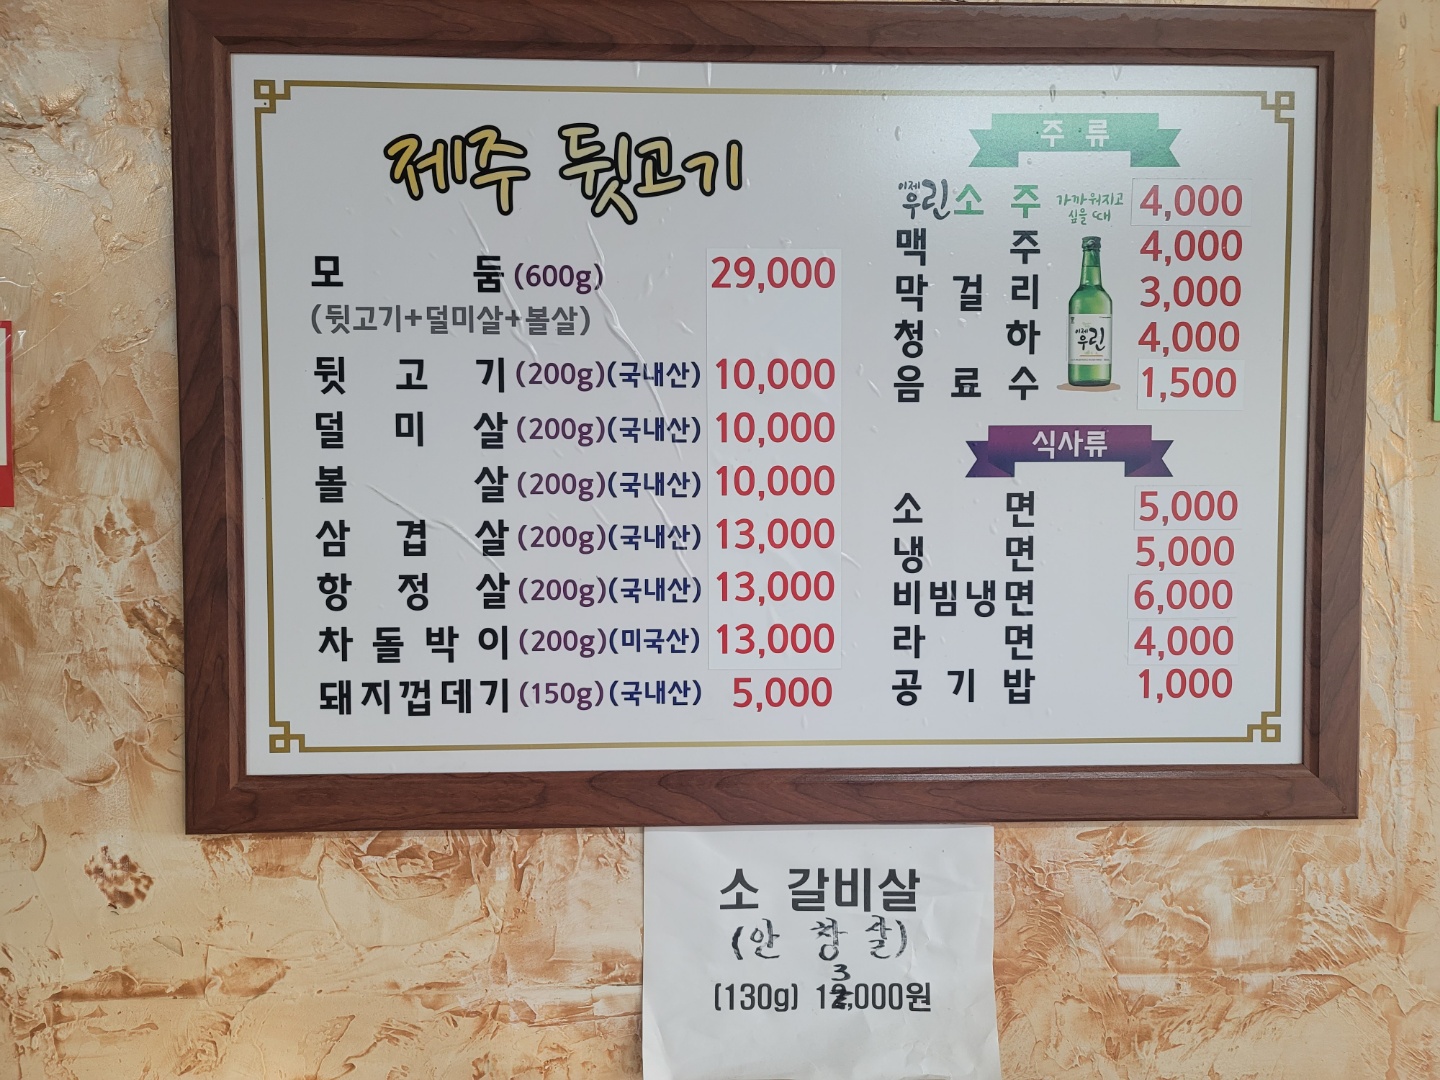 제주 뒷고기
모 둠 (600g) 29,000
(뒷고기+덜미살+볼살)
뒷 고 기 (200g)(국내산) 10,000
덜 미 살 (200g)(국내산) 10,000
볼 살 (200g)(국내산) 10,000
삼 겹 살 (200g)(국내산) 13,000
항 정 살 (200g)(국내산) 13,000
차 돌 박 이 (200g)(미국산) 13,000
돼지껍데기 (150g)(국내산) 5,000
주 류
이제 우린 소 주 가까워지고 싶을 때 4,000
맥 주 4,000
막 걸 리 3,000
청 하 4,000
음 료 수 1,500
이제 우린
식사류
소 면 5,000
냉 면 5,000
비빔냉면 6,000
라 면 4,000
공 기 밥 1,000
소 갈비살
(안 창 살)
(130g) 13,000원